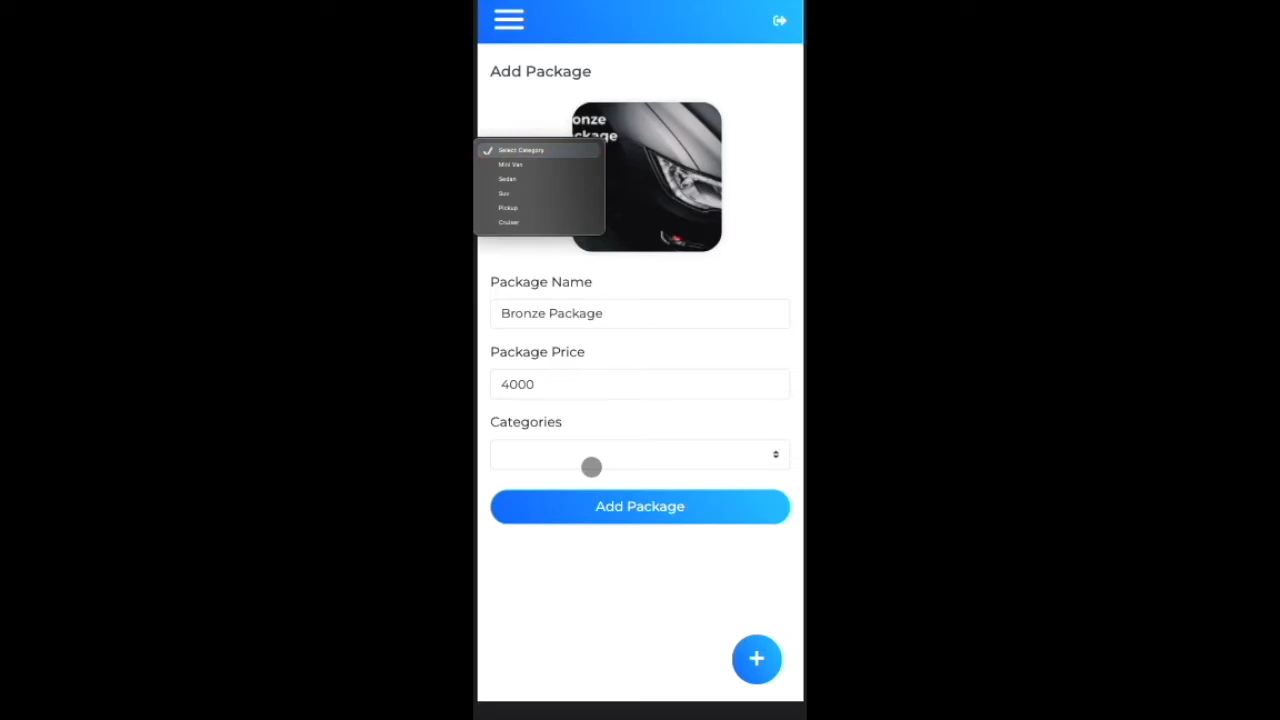 Add Package
onze
ckage
Select Category
Mini Van
Sedan
Suv
Pickup
Cruiser
Package Name
Bronze Package
Package Price
4000
Categories
Add Package